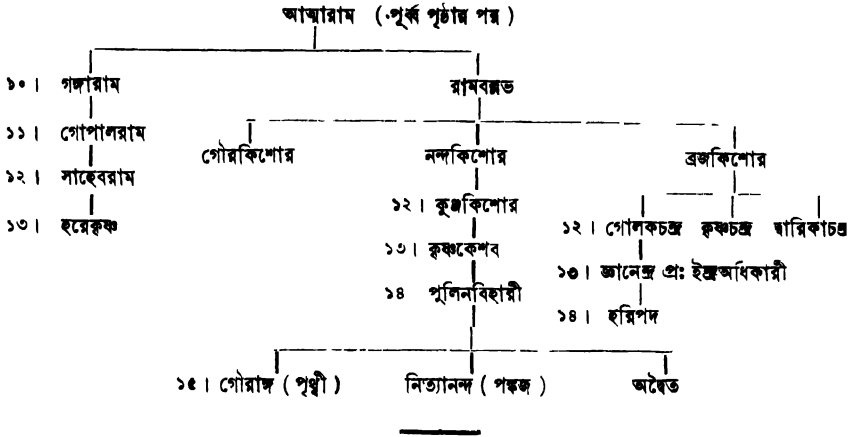 আত্মারাম (পূর্ব্ব পৃষ্ঠার পর)
১০। গঙ্গারাম রামবল্লভ
১১। গোপালরাম গৌরকিশোর নন্দকিশোর ব্রজকিশোর
১২। সাহেবরাম
১২। কুঞ্জকিশোর
১৩। হরেকৃষ্ণ ১২। গোলকচন্দ্র কৃষ্ণচন্দ্র দ্বারিকাচন্দ্র
১৩। কৃষ্ণকেশব
১৩। জ্ঞানেন্দ্র প্রঃ ইন্দ্রঅধিকারী
১৪ পুলিনবিহারী
১৪। হরিপদ
১৫। গৌরাঙ্গ (পৃথ্বী) নিত্যানন্দ (পঙ্কজ) অদ্বৈত